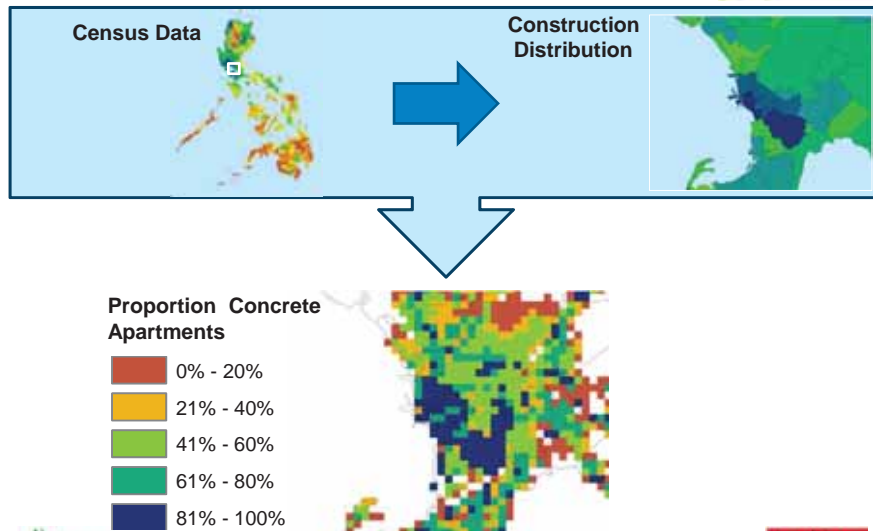 Census Data
Construction
Distribution
Proportion Concrete
Apartments
0% - 20%
21% - 40%
41% - 60%
61% - 80%
81% - 100%